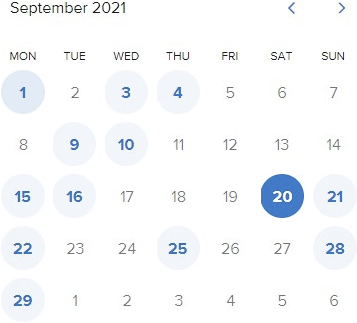 September 2021
MON TUE WED THU FRI SAT SUN
1 2 3 4 5 6 7
8 9 10 11 12 13 14
15 16 17 18 19 20 21
22 23 24 25 26 27 28
29 1 2 3 4 5 6